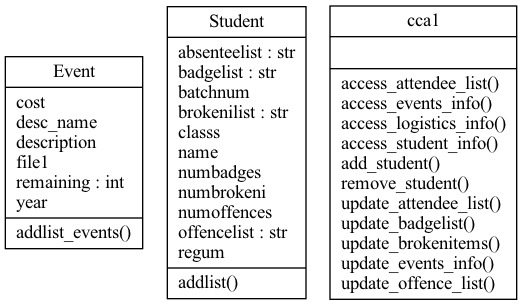 Event
cost
desc_name
description
file1
remaining : int
year
addlist_events()
Student
absenteelist : str
badgelist : str
batchnum
brokenilist : str
classs
name
numbadges
numbrokeni
numoffences
offencelist : str
regum
addlist()
cca1
access_attendee_list()
access_events_info()
access_logistics_info()
access_student_info()
add_student()
remove_student()
update_attendee_list()
update_badgelist()
update_brokenitems()
update_events_info()
update_offence_list()